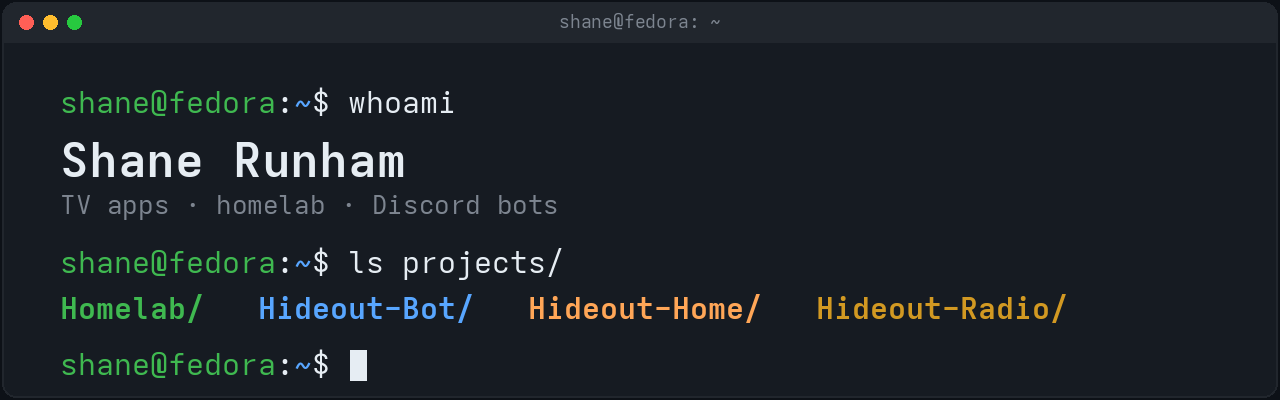 shane@fedora: ~
shane@fedora:~$ whoami
Shane Runham
TV apps · homelab · Discord bots
shane@fedora:~$ ls projects/
Homelab/ Hideout-Bot/ Hideout-Home/ Hideout-Radio/
shane@fedora:~$